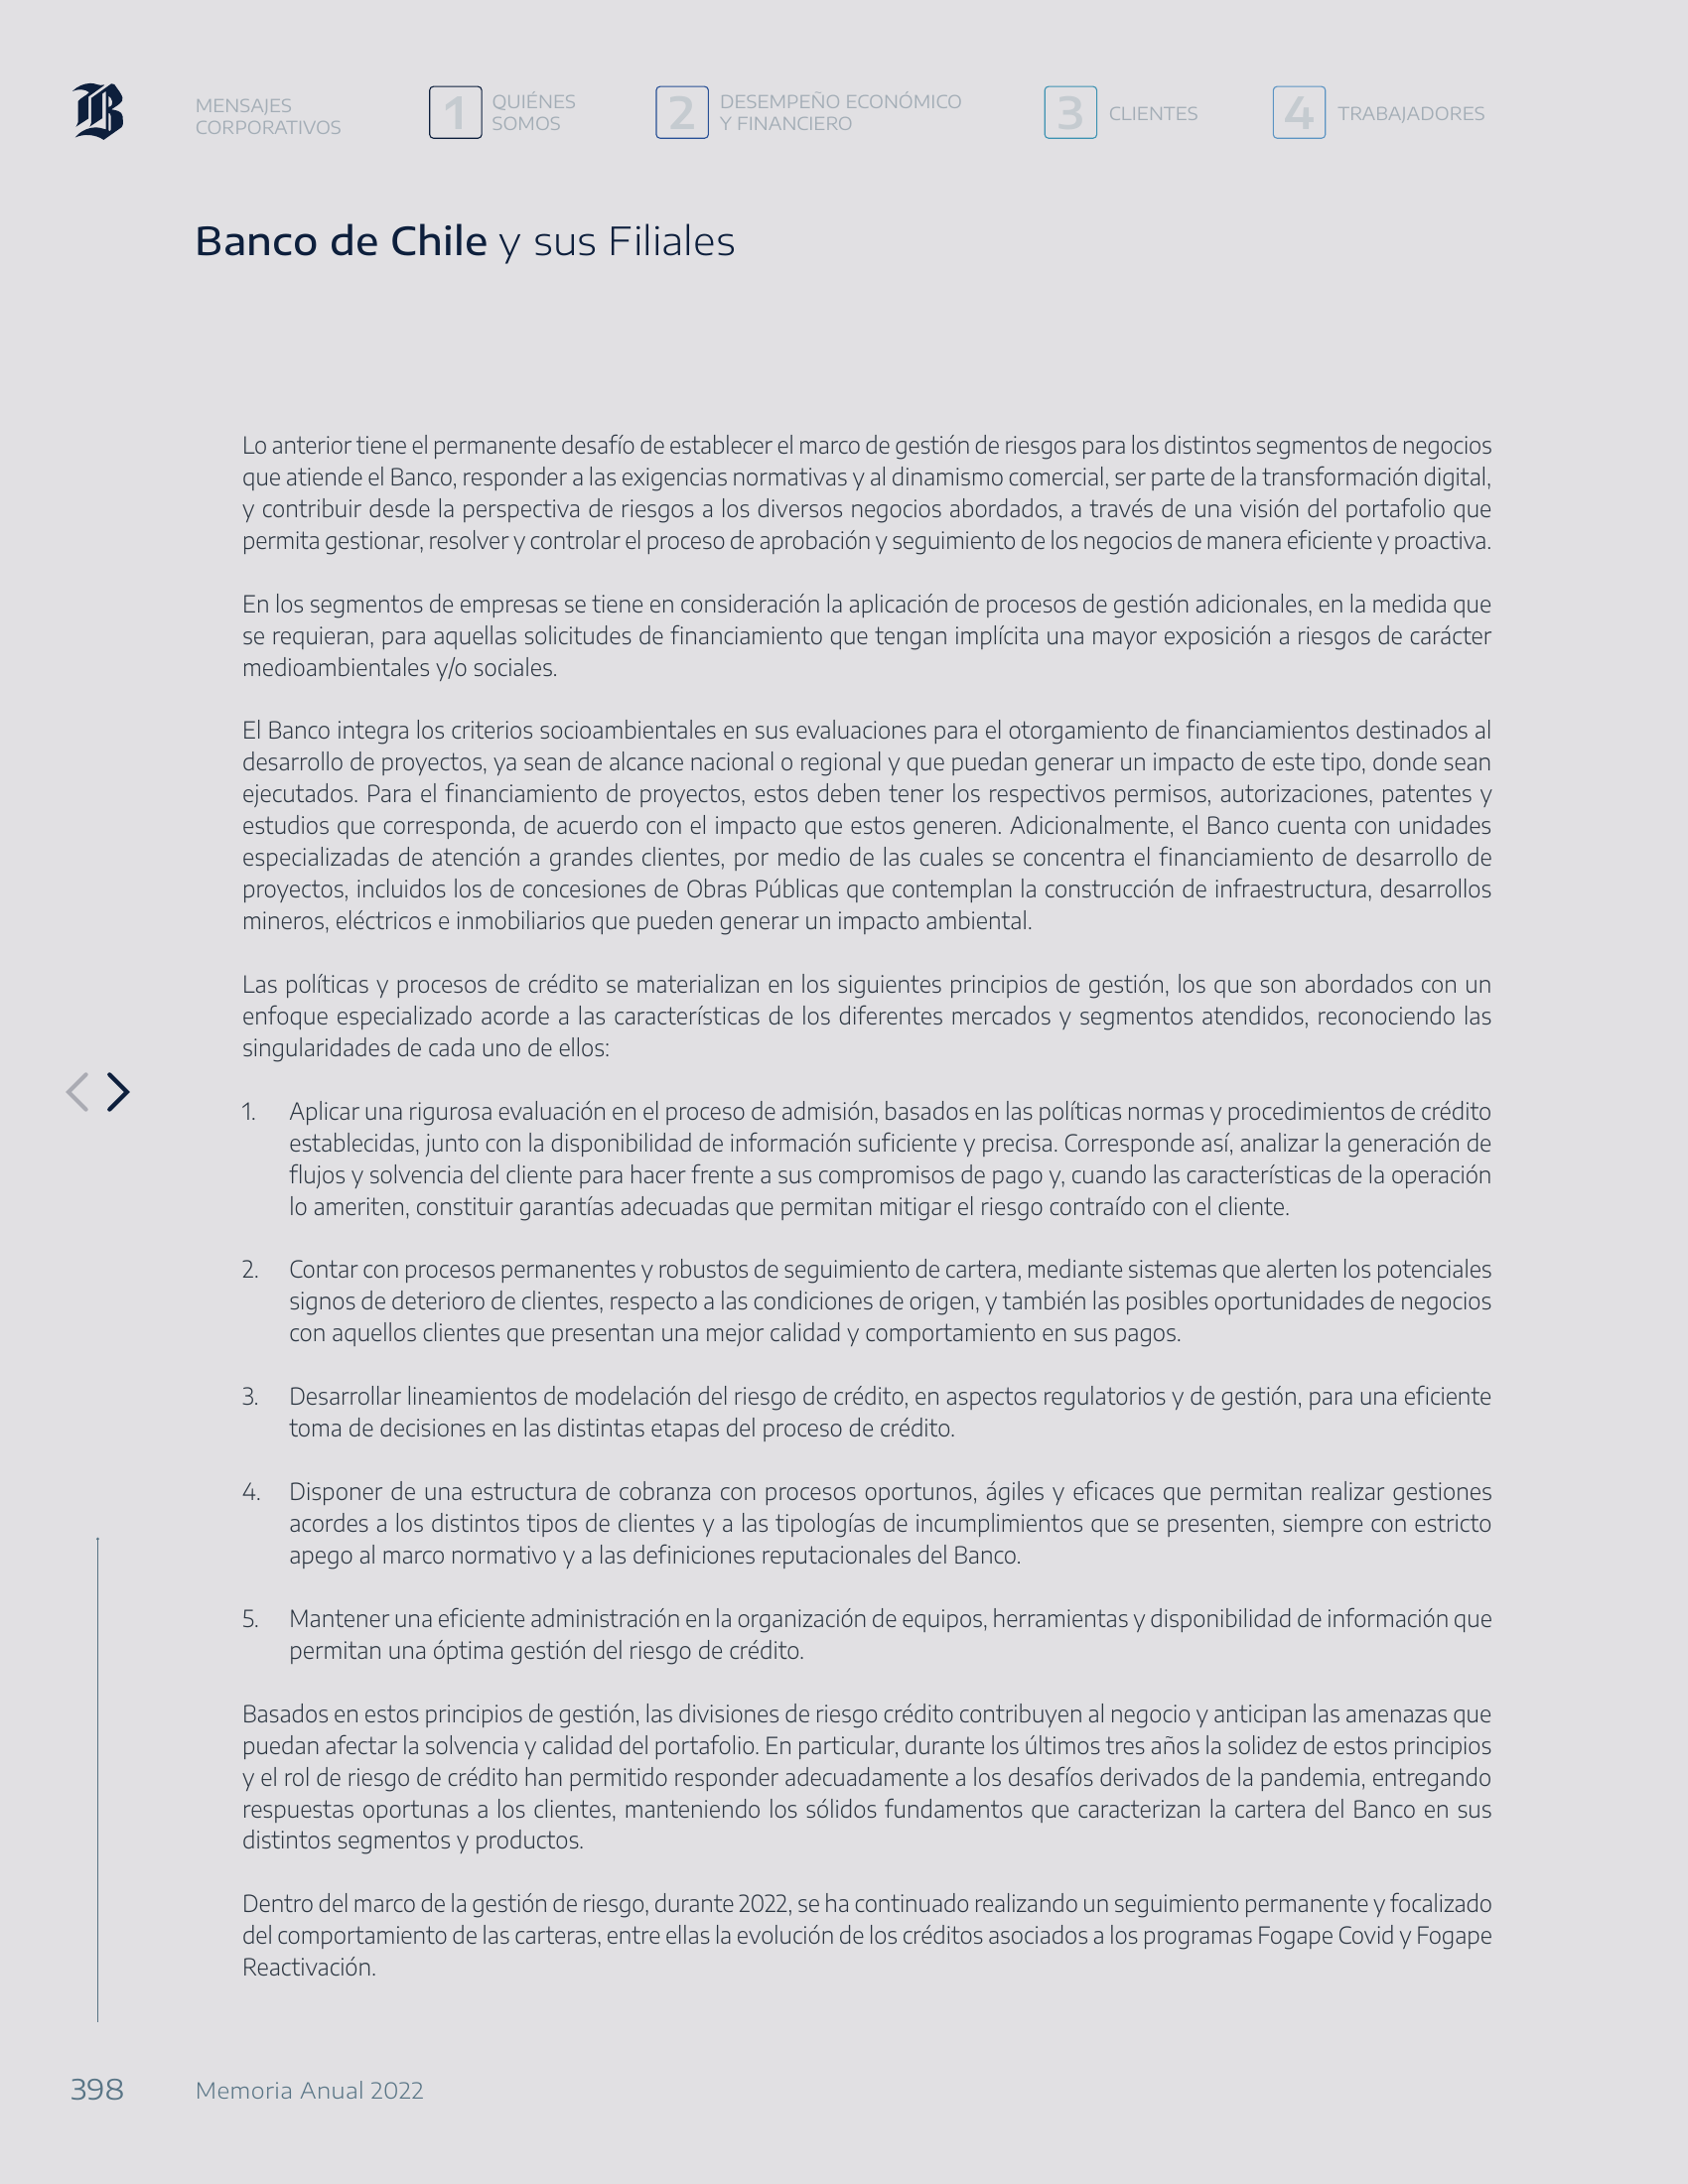 MENSAJES
CORPORATIVOS
1 QUIÉNES
SOMOS
2 DESEMPEÑO ECONÓMICO
Y FINANCIERO
3 CLIENTES
4 TRABAJADORES
Banco de Chile y sus Filiales
Lo anterior tiene el permanente desafío de establecer el marco de gestión de riesgos para los distintos segmentos de negocios
que atiende el Banco, responder a las exigencias normativas y al dinamismo comercial, ser parte de la transformación digital,
y contribuir desde la perspectiva de riesgos a los diversos negocios abordados, a través de una visión del portafolio que
permita gestionar, resolver y controlar el proceso de aprobación y seguimiento de los negocios de manera eficiente y proactiva.
En los segmentos de empresas se tiene en consideración la aplicación de procesos de gestión adicionales, en la medida que
se requieran, para aquellas solicitudes de financiamiento que tengan implícita una mayor exposición a riesgos de carácter
medioambientales y/o sociales.
El Banco integra los criterios socioambientales en sus evaluaciones para el otorgamiento de financiamientos destinados al
desarrollo de proyectos, ya sean de alcance nacional o regional y que puedan generar un impacto de este tipo, donde sean
ejecutados. Para el financiamiento de proyectos, estos deben tener los respectivos permisos, autorizaciones, patentes y
estudios que corresponda, de acuerdo con el impacto que estos generen. Adicionalmente, el Banco cuenta con unidades
especializadas de atención a grandes clientes, por medio de las cuales se concentra el financiamiento de desarrollo de
proyectos, incluidos los de concesiones de Obras Públicas que contemplan la construcción de infraestructura, desarrollos
mineros, eléctricos e inmobiliarios que pueden generar un impacto ambiental.
Las políticas y procesos de crédito se materializan en los siguientes principios de gestión, los que son abordados con un
enfoque especializado acorde a las características de los diferentes mercados y segmentos atendidos, reconociendo las
singularidades de cada uno de ellos:
1. Aplicar una rigurosa evaluación en el proceso de admisión, basados en las políticas normas y procedimientos de crédito
establecidas, junto con la disponibilidad de información suficiente y precisa. Corresponde así, analizar la generación de
flujos y solvencia del cliente para hacer frente a sus compromisos de pago y, cuando las características de la operación
lo ameriten, constituir garantías adecuadas que permitan mitigar el riesgo contraído con el cliente.
2. Contar con procesos permanentes y robustos de seguimiento de cartera, mediante sistemas que alerten los potenciales
signos de deterioro de clientes, respecto a las condiciones de origen, y también las posibles oportunidades de negocios
con aquellos clientes que presentan una mejor calidad y comportamiento en sus pagos.
3. Desarrollar lineamientos de modelación del riesgo de crédito, en aspectos regulatorios y de gestión, para una eficiente
toma de decisiones en las distintas etapas del proceso de crédito.
4. Disponer de una estructura de cobranza con procesos oportunos, ágiles y eficaces que permitan realizar gestiones
acordes a los distintos tipos de clientes y a las tipologías de incumplimientos que se presenten, siempre con estricto
apego al marco normativo y a las definiciones reputacionales del Banco.
5. Mantener una eficiente administración en la organización de equipos, herramientas y disponibilidad de información que
permitan una óptima gestión del riesgo de crédito.
Basados en estos principios de gestión, las divisiones de riesgo crédito contribuyen al negocio y anticipan las amenazas que
puedan afectar la solvencia y calidad del portafolio. En particular, durante los últimos tres años la solidez de estos principios
y el rol de riesgo de crédito han permitido responder adecuadamente a los desafíos derivados de la pandemia, entregando
respuestas oportunas a los clientes, manteniendo los sólidos fundamentos que caracterizan la cartera del Banco en sus
distintos segmentos y productos.
Dentro del marco de la gestión de riesgo, durante 2022, se ha continuado realizando un seguimiento permanente y focalizado
del comportamiento de las carteras, entre ellas la evolución de los créditos asociados a los programas Fogape Covid y Fogape
Reactivación.
398 Memoria Anual 2022